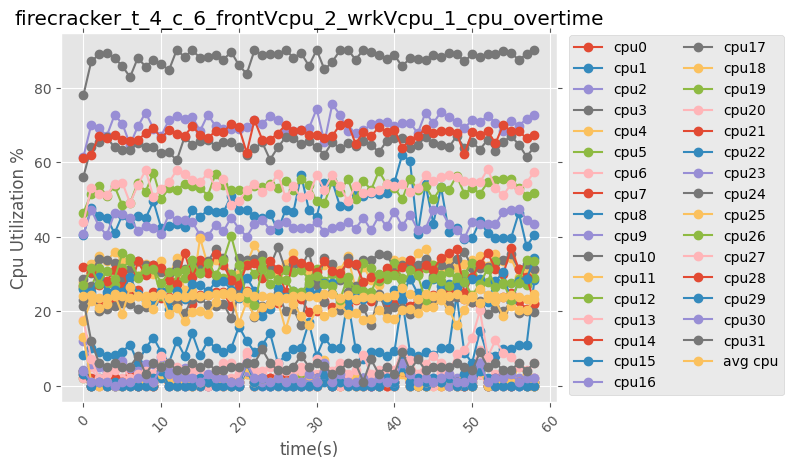 firecracker_t_4_c_6_frontVcpu_2_wrkVcpu_1_cpu_overtime
Cpu Utilization %
80
60
40
20
0
0
10
20
30
40
50
60
time(s)
cpu0
cpu1
cpu2
cpu3
cpu4
cpu5
cpu6
cpu7
cpu8
cpu9
cpu10
cpu11
cpu12
cpu13
cpu14
cpu15
cpu16
cpu17
cpu18
cpu19
cpu20
cpu21
cpu22
cpu23
cpu24
cpu25
cpu26
cpu27
cpu28
cpu29
cpu30
cpu31
avg cpu